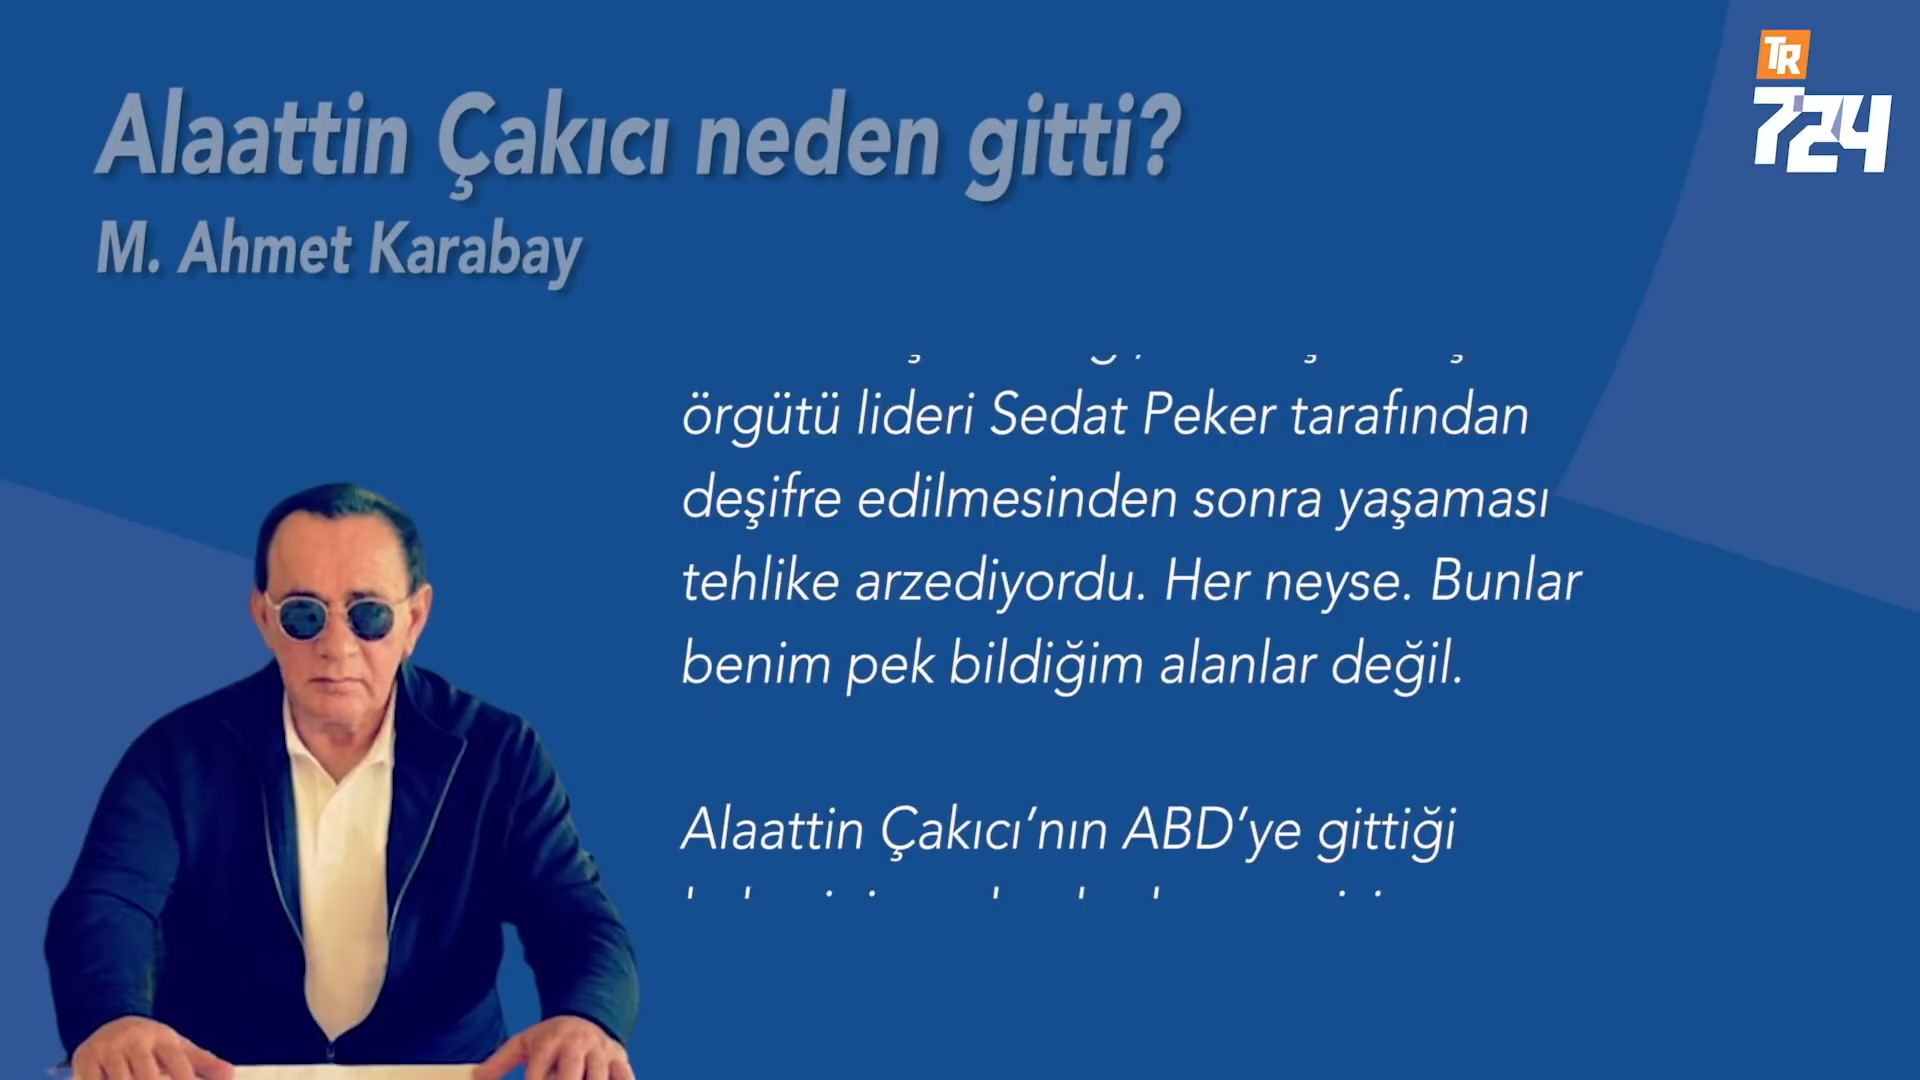 Alaattin Çakıcı neden gitti?
M. Ahmet Karabay
TR
724
örgütü lideri Sedat Peker tarafından
deşifre edilmesinden sonra yaşaması
tehlike arzediyordu. Her neyse. Bunlar
benim pek bildiğim alanlar değil.
Alaattin Çakıcı’nın ABD’ye gittiği